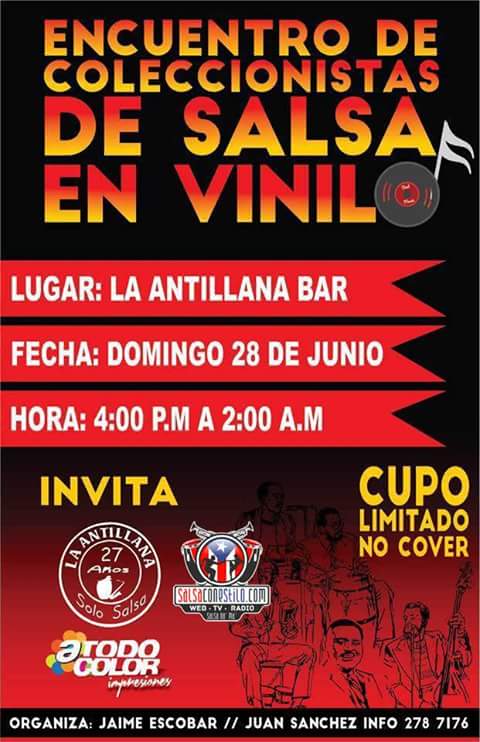 ENCUENTRO DE
COLECCIONISTAS
DE SALSA
EN VINILO
LUGAR: LA ANTILLANA BAR
FECHA: DOMINGO 28 DE JUNIO
HORA: 4:00 P.M A 2:00 A.M
INVITA
CUPO
LIMITADO
NO COVER
LA ANTILLANA
27
Años
Solo Salsa
salsaconestilo.com
WEB - TV - RADIO
aTODO
COLOR
impresiones
ORGANIZA: JAIME ESCOBAR // JUAN SANCHEZ INFO 278 7176